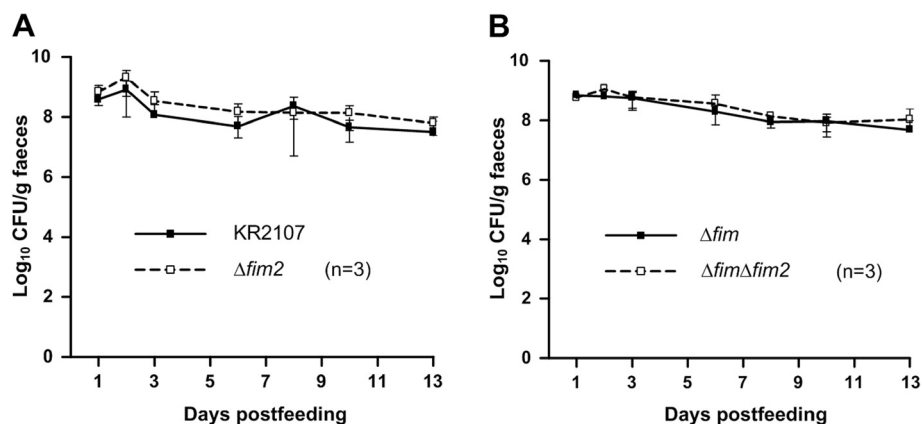 A
10
8
6
4
2
0
Log₁₀ CFU/g faeces
KR2107
Δfim2 (n=3)
1 3 5 7 9 11 13
Days postfeeding
B
10
8
6
4
2
0
Log₁₀ CFU/g faeces
Δfim
ΔfimΔfim2 (n=3)
1 3 5 7 9 11 13
Days postfeeding